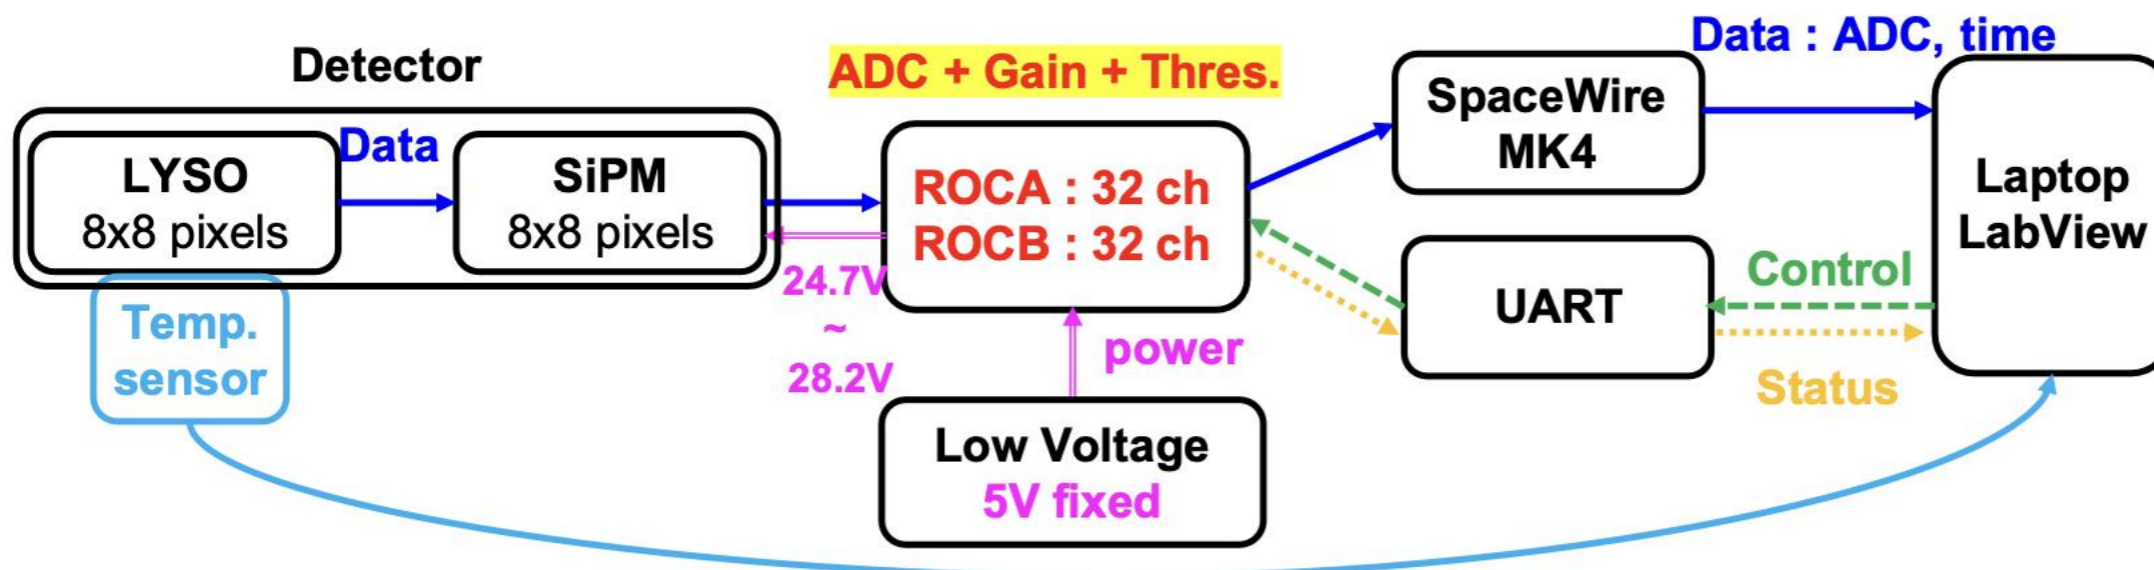 Detector
LYSO
8x8 pixels
Data
SiPM
8x8 pixels
Temp.
sensor
ADC + Gain + Thres.
ROCA : 32 ch
ROCB : 32 ch
24.7V
~
28.2V
power
Low Voltage
5V fixed
SpaceWire
MK4
Data : ADC, time
UART
Control
Status
Laptop
LabView